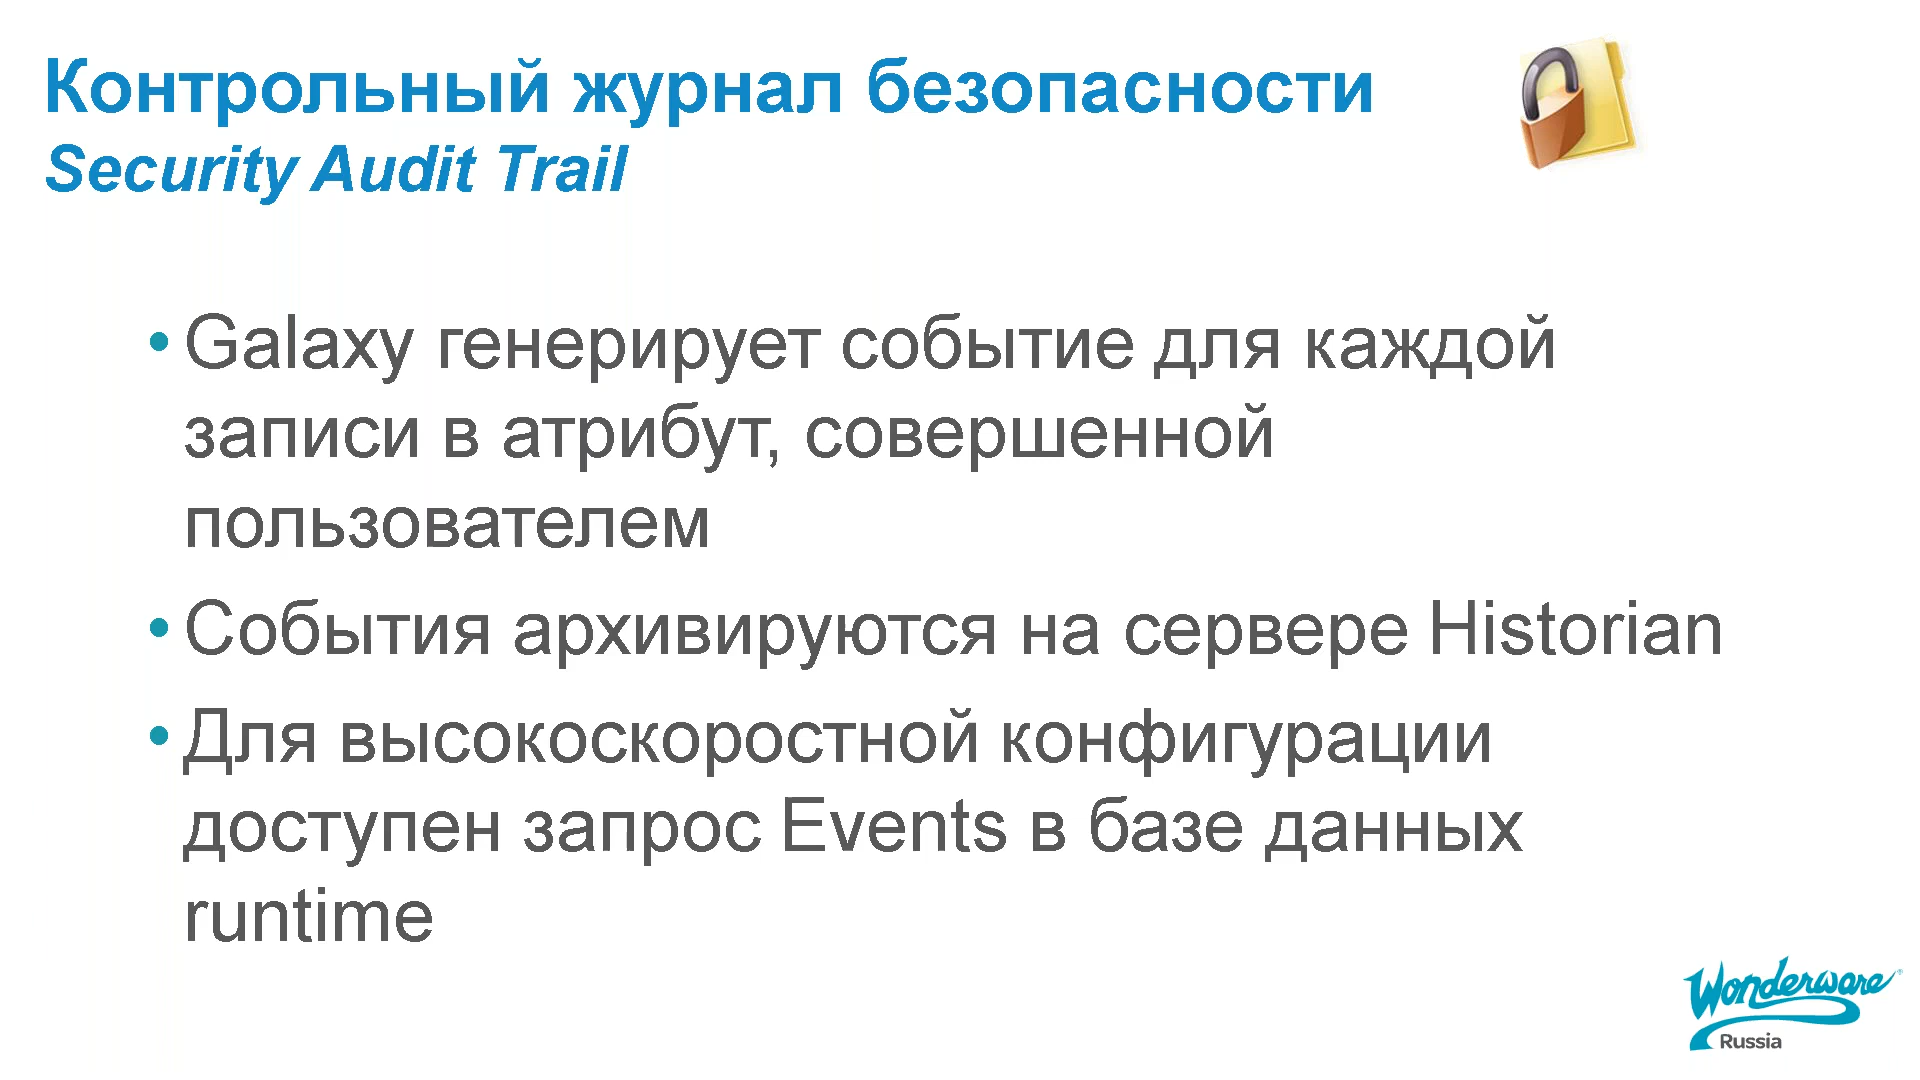 Контрольный журнал безопасности
Security Audit Trail
• Galaxy генерирует событие для каждой
записи в атрибут, совершенной
пользователем
• События архивируются на сервере Historian
• Для высокоскоростной конфигурации
доступен запрос Events в базе данных
runtime
Wonderware®
Russia